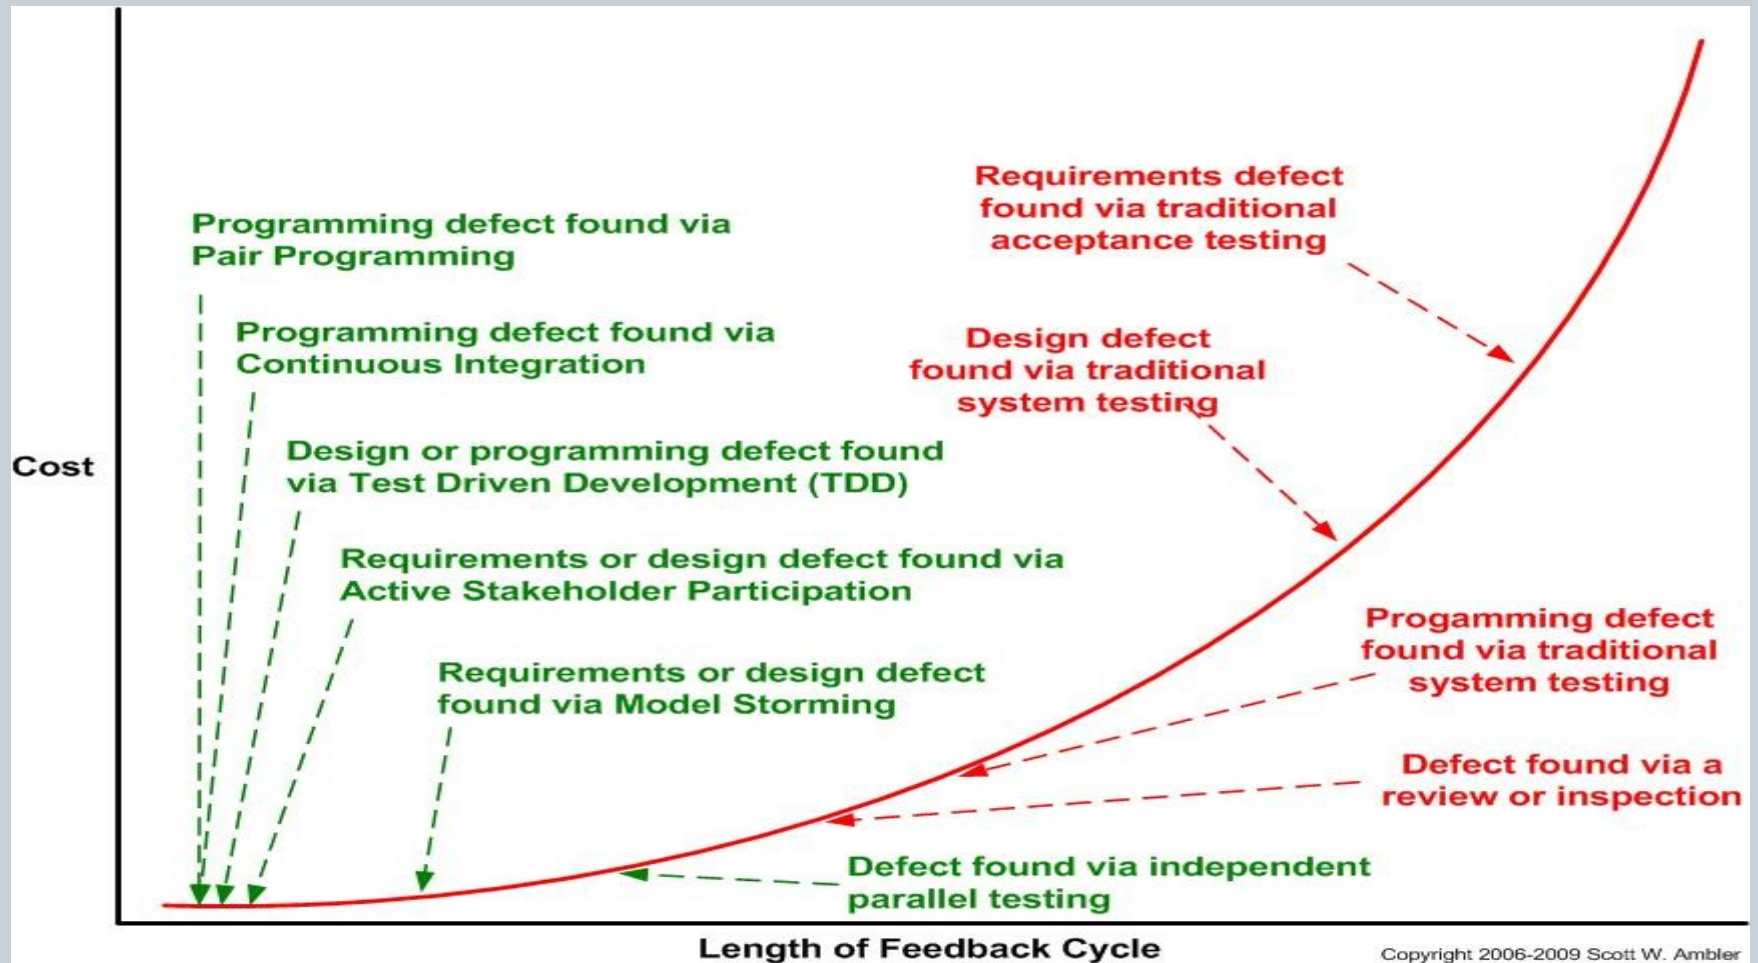 Programming defect found via
Pair Programming
Programming defect found via
Continuous Integration
Design or programming defect found
via Test Driven Development (TDD)
Requirements or design defect found via
Active Stakeholder Participation
Requirements or design defect
found via Model Storming
Defect found via independent
parallel testing
Requirements defect
found via traditional
acceptance testing
Design defect
found via traditional
system testing
Progamming defect
found via traditional
system testing
Defect found via a
review or inspection
Cost
Length of Feedback Cycle
Copyright 2006-2009 Scott W. Ambler